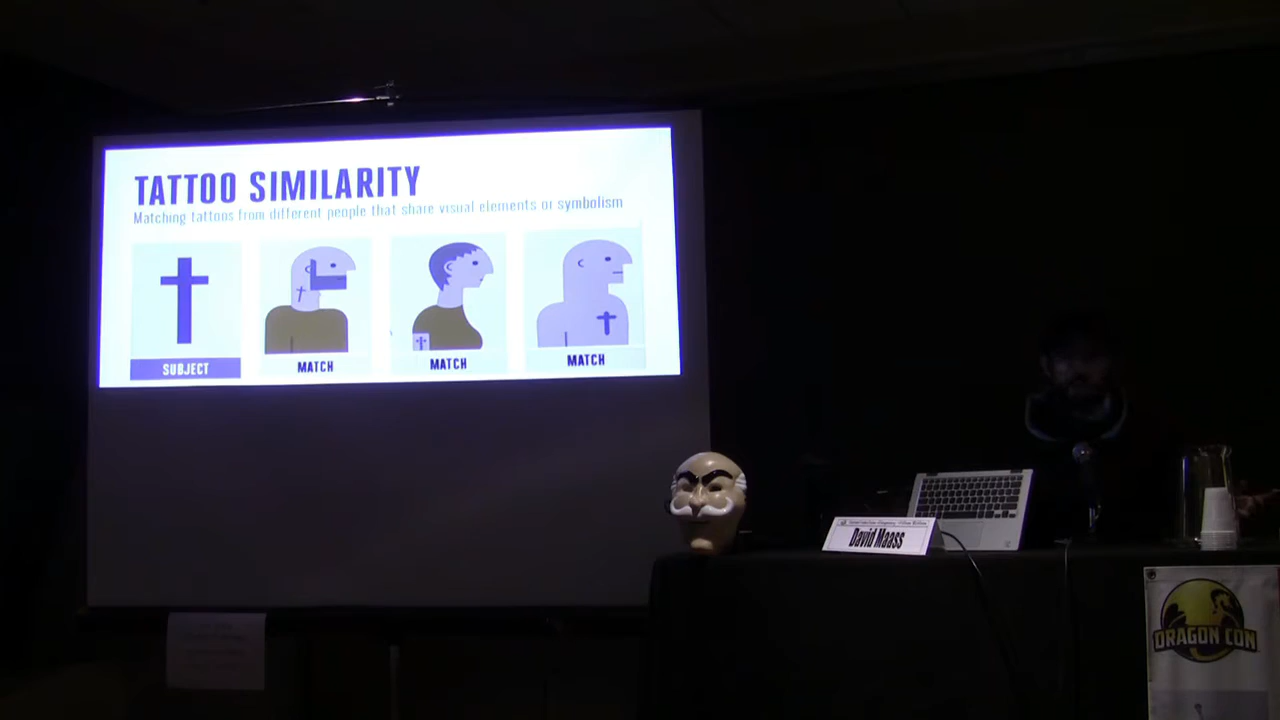 TATTOO SIMILARITY
Matching tattoos from different people that share visual elements or symbolism
SUBJECT
MATCH
MATCH
MATCH
David Maass
DRAGON CON